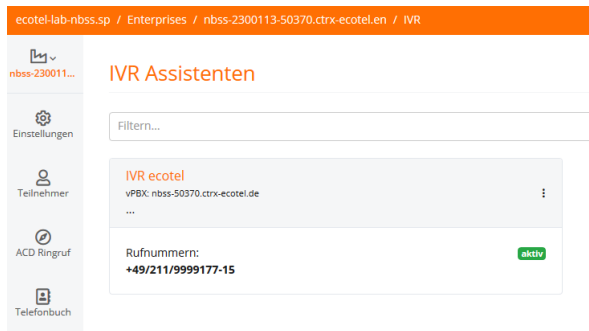 ecotel-lab-nbss.sp / Enterprises / nbss-2300113-50370.ctrx-ecotel.en / IVR
nbss-230011...
IVR Assistenten
Einstellungen
Filtern...
Teilnehmer
IVR ecotel
vPBX: nbss-50370.ctrx-ecotel.de
...
ACD Ringruf
Rufnummern:
aktiv
+49/211/9999177-15
Telefonbuch